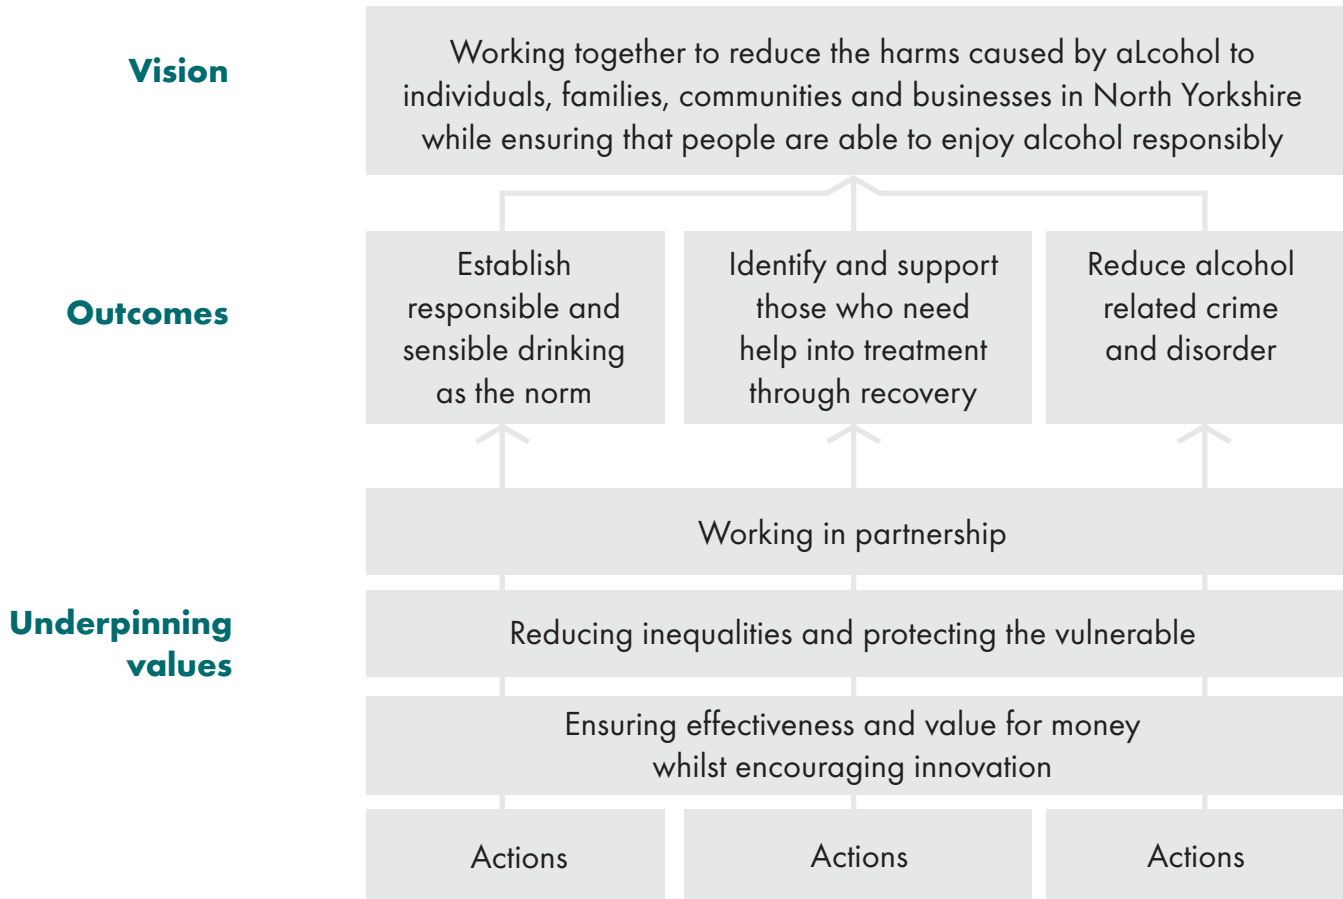 Vision
Working together to reduce the harms caused by aLcohol to
individuals, families, communities and businesses in North Yorkshire
while ensuring that people are able to enjoy alcohol responsibly
Outcomes
Establish
responsible and
sensible drinking
as the norm
Identify and support
those who need
help into treatment
through recovery
Reduce alcohol
related crime
and disorder
Underpinning
values
Working in partnership
Reducing inequalities and protecting the vulnerable
Ensuring effectiveness and value for money
whilst encouraging innovation
Actions
Actions
Actions